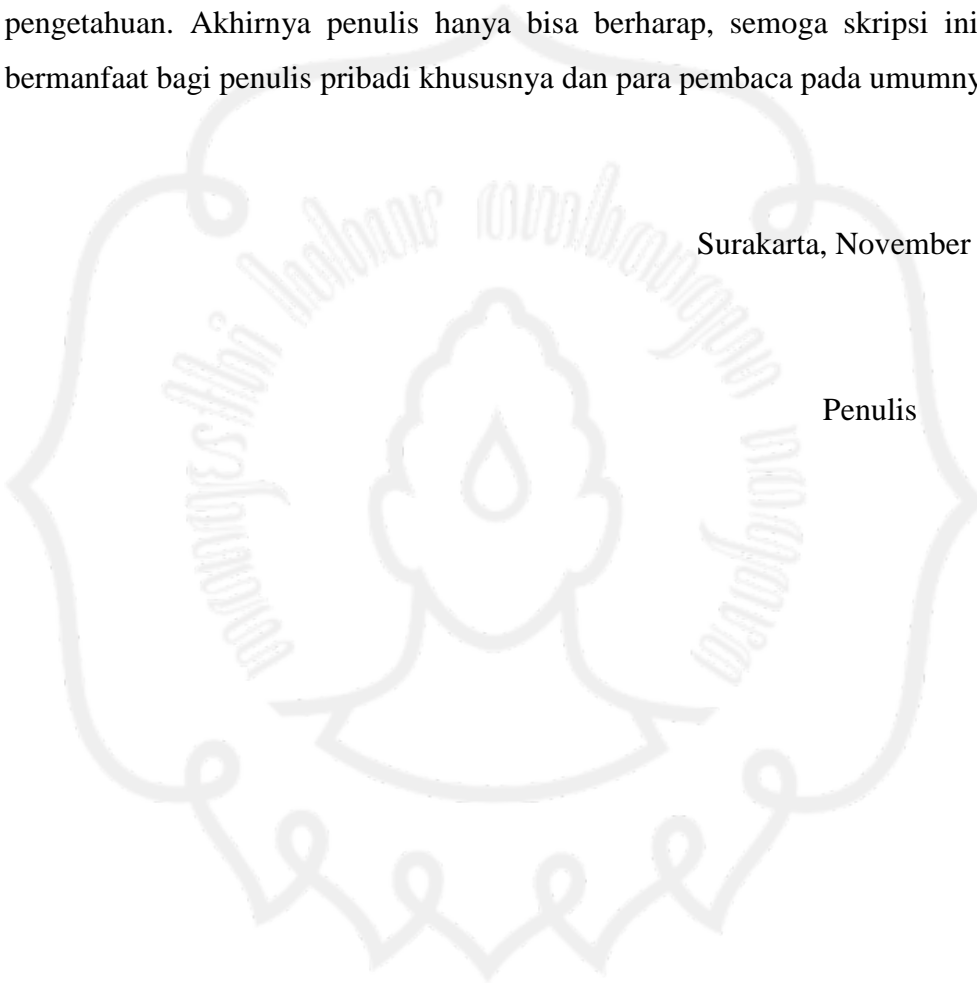 pengetahuan. Akhirnya penulis hanya bisa berharap, semoga skripsi ini
bermanfaat bagi penulis pribadi khususnya dan para pembaca pada umumny
Surakarta, November
Penulis